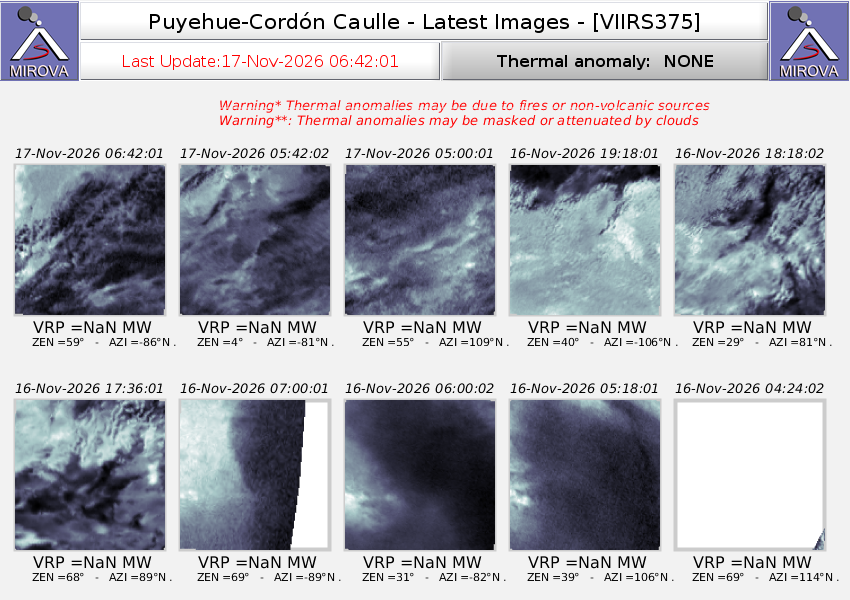 Puyehue-Cordón Caulle - Latest Images - [VIIRS375]
MIROVA
Last Update:17-Nov-2026 06:42:01
Thermal anomaly: NONE
MIROVA
Warning* Thermal anomalies may be due to fires or non-volcanic sources
Warning**: Thermal anomalies may be masked or attenuated by clouds
17-Nov-2026 06:42:01 17-Nov-2026 05:42:02 17-Nov-2026 05:00:01 16-Nov-2026 19:18:01 16-Nov-2026 18:18:02
VRP =NaN MW VRP =NaN MW VRP =NaN MW VRP =NaN MW VRP =NaN MW
ZEN =59° - AZI =-86°N . ZEN =4° - AZI =-81°N . ZEN =55° - AZI =109°N . ZEN =40° - AZI =-106°N . ZEN =29° - AZI =81°N .
16-Nov-2026 17:36:01 16-Nov-2026 07:00:01 16-Nov-2026 06:00:02 16-Nov-2026 05:18:01 16-Nov-2026 04:24:02
VRP =NaN MW VRP =NaN MW VRP =NaN MW VRP =NaN MW VRP =NaN MW
ZEN =68° - AZI =89°N . ZEN =69° - AZI =-89°N . ZEN =31° - AZI =-82°N . ZEN =39° - AZI =106°N . ZEN =69° - AZI =114°N .